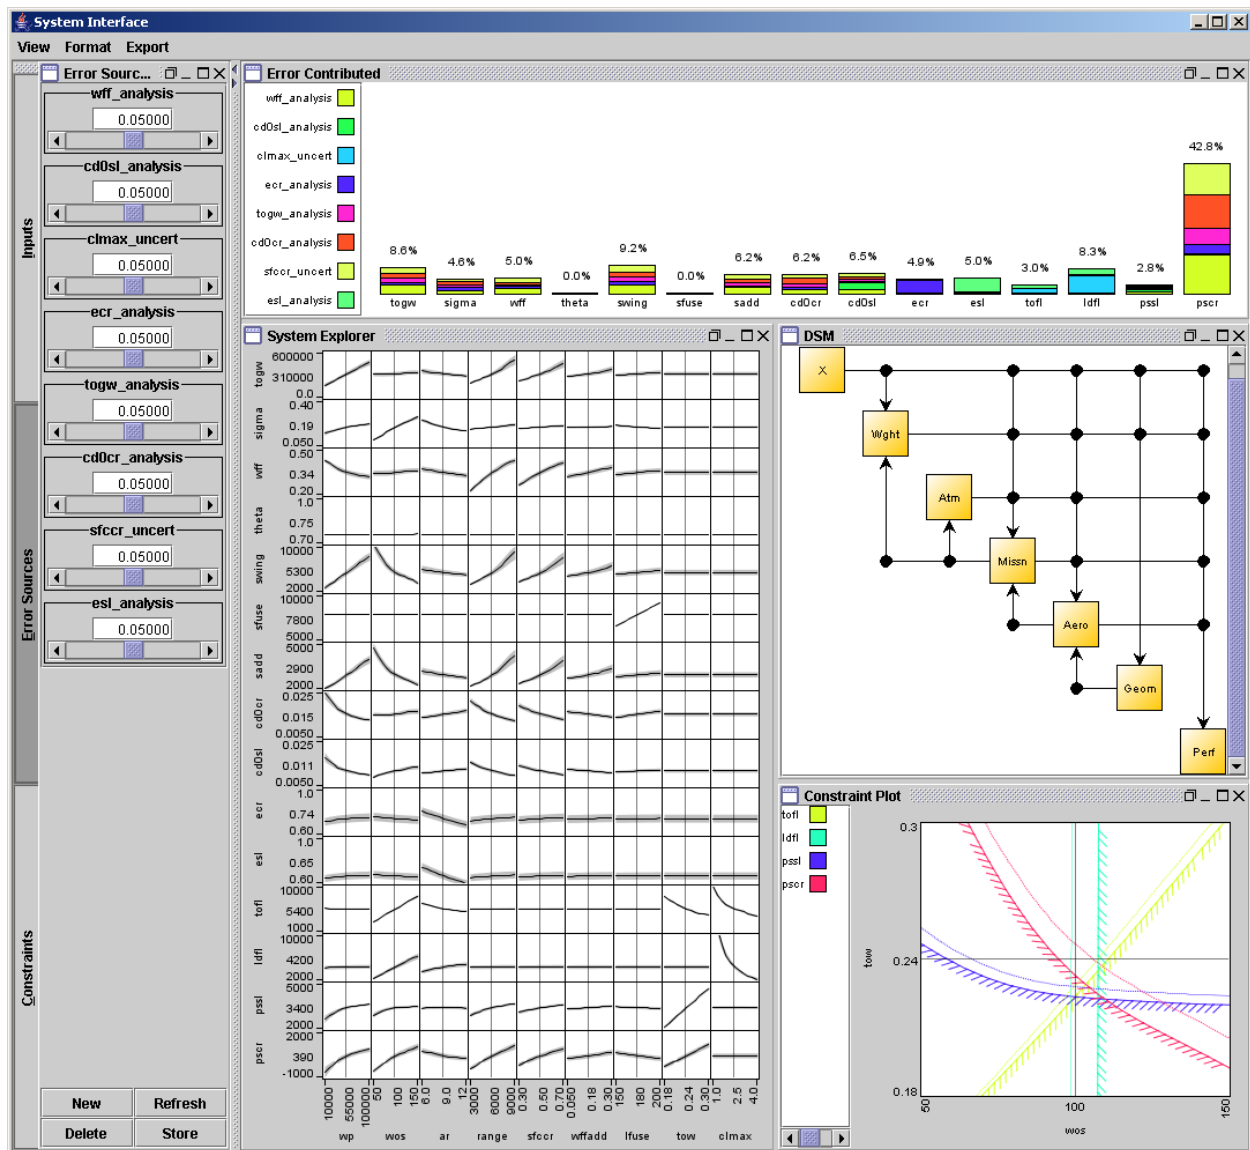 System Interface
View Format Export
Inputs
Error Sources
Constraints
Error Sourc...
wff_analysis
0.05000
cd0sl_analysis
0.05000
clmax_uncert
0.05000
ecr_analysis
0.05000
togw_analysis
0.05000
cd0cr_analysis
0.05000
sfccr_uncert
0.05000
esl_analysis
0.05000
New Refresh
Delete Store
Error Contributed
wff_analysis
cd0sl_analysis
clmax_uncert
ecr_analysis
togw_analysis
cd0cr_analysis
sfccr_uncert
esl_analysis
8.6% 4.6% 5.0% 0.0% 9.2% 0.0% 6.2% 6.2% 6.5% 4.9% 5.0% 3.0% 8.3% 2.8% 42.8%
togw sigma wff theta swing sfuse sadd cd0cr cd0sl ecr esl tofl ldfl pssl pscr
System Explorer
togw
600000
310000
0.0
sigma
0.40
0.19
0.050
wff
0.50
0.34
0.20
theta
1.0
0.75
0.70
swing
10000
5300
2000
sfuse
10000
7800
5000
sadd
5000
2900
2000
cd0cr
0.025
0.015
0.0050
cd0sl
0.025
0.011
0.0050
ecr
1.0
0.74
0.60
esl
1.0
0.65
0.60
tofl
10000
5400
1000
ldfl
10000
4200
2000
pssl
5000
3400
2000
pscr
2000
390
-1000
10000 55000 100000 50 100 150 6.0 9.0 12 3000 6000 9000 0.30 0.50 0.70 0.050 0.18 0.30 150 200 0.18 0.24 0.30 1.0 2.5 4.0
wp wos ar range sfccr wffadd lfuse tow clmax
DSM
X
Wght
Atm
Missn
Aero
Geom
Perf
Constraint Plot
tofl
ldfl
pssl
pscr
0.3
0.24
0.18
tow
50 100 150
wos